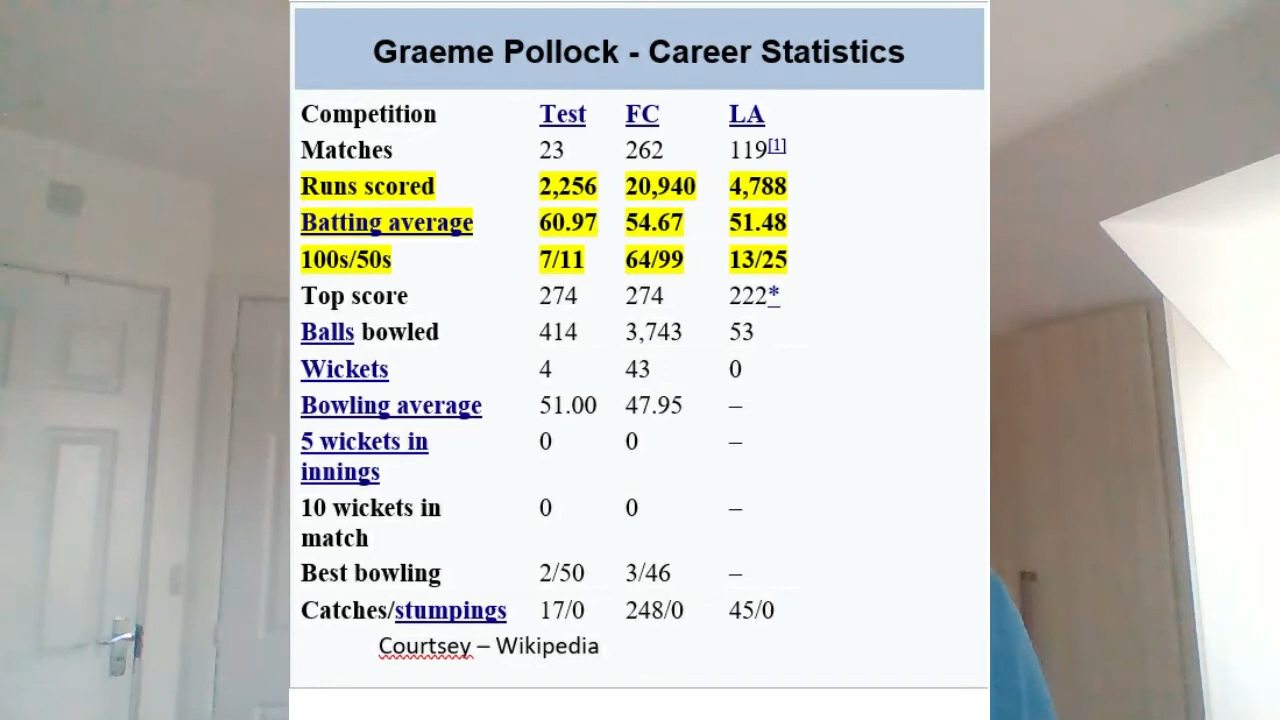 Graeme Pollock - Career Statistics
Competition Test FC LA
Matches 23 262 119[1]
Runs scored 2,256 20,940 4,788
Batting average 60.97 54.67 51.48
100s/50s 7/11 64/99 13/25
Top score 274 274 222*
Balls bowled 414 3,743 53
Wickets 4 43 0
Bowling average 51.00 47.95 –
5 wickets in 0 0 –
innings
10 wickets in 0 0 –
match
Best bowling 2/50 3/46 –
Catches/stumpings 17/0 248/0 45/0
Courtsey – Wikipedia